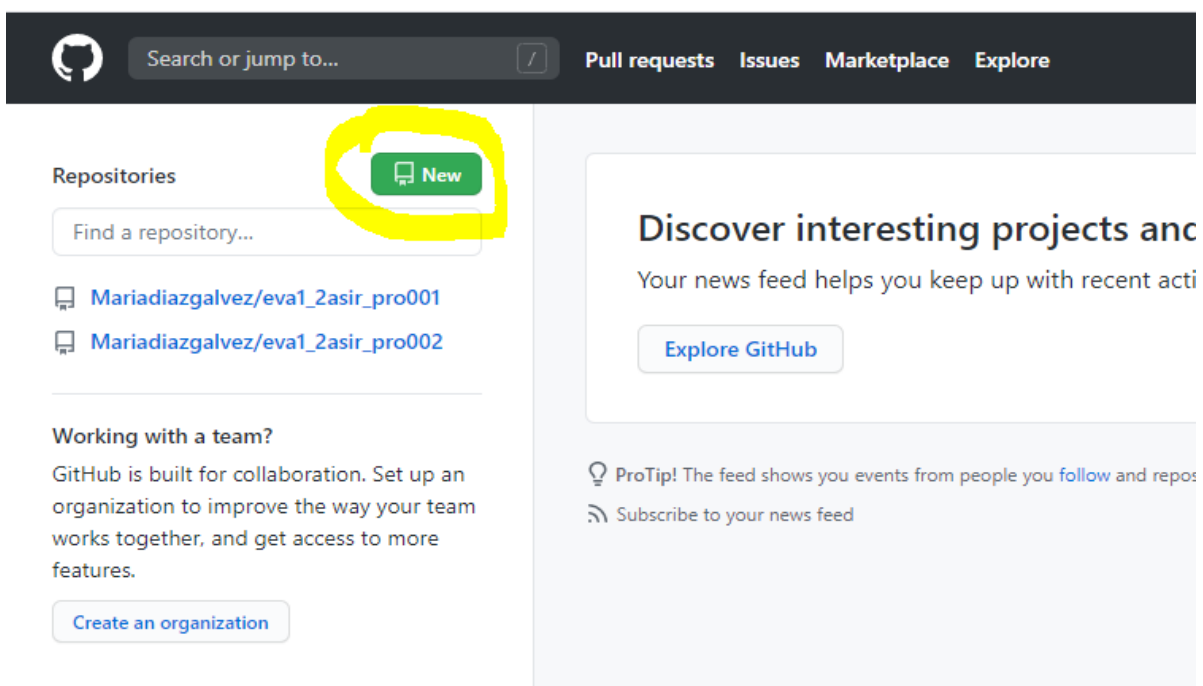 Search or jump to... /
Pull requests Issues Marketplace Explore
Repositories
New
Find a repository...
Mariadiazgalvez/eva1_2asir_pro001
Mariadiazgalvez/eva1_2asir_pro002
Working with a team?
GitHub is built for collaboration. Set up an
organization to improve the way your team
works together, and get access to more
features.
Create an organization
Discover interesting projects and
Your news feed helps you keep up with recent acti
Explore GitHub
ProTip! The feed shows you events from people you follow and repos
Subscribe to your news feed